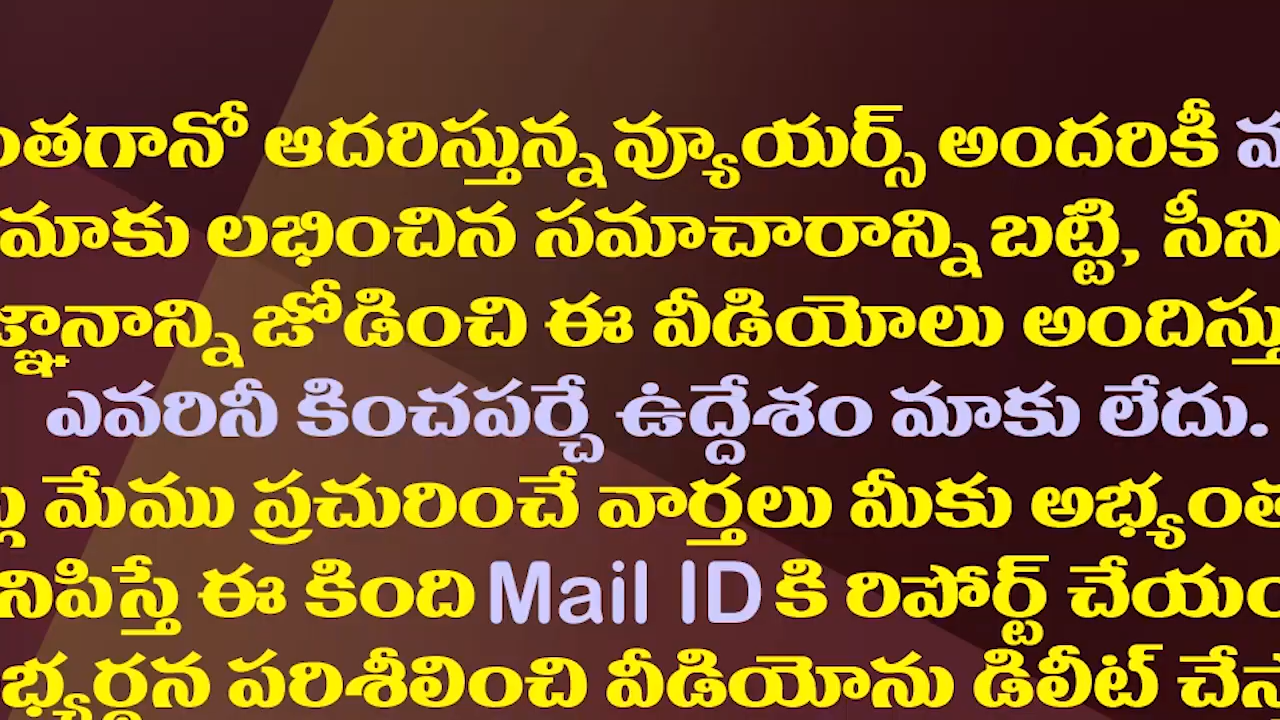 ంతగానో ఆదరిస్తున్న వ్యూయర్స్ అందరికీ
మాకు లభించిన సమాచారాన్ని బట్టి, సీని
జ్ఞానాన్ని జోడించి ఈ వీడియోలు అందిస్తు
ఎవరినీ కించపర్చే ఉద్దేశం మాకు లేదు.
మేము ప్రచురించే వార్తలు మీకు అభ్యంత
నిపిస్తే ఈ కింది Mail ID కి రిపోర్ట్ చేయం
భ్యర్థన పరిశీలించి వీడియోను డిలీట్ చేస